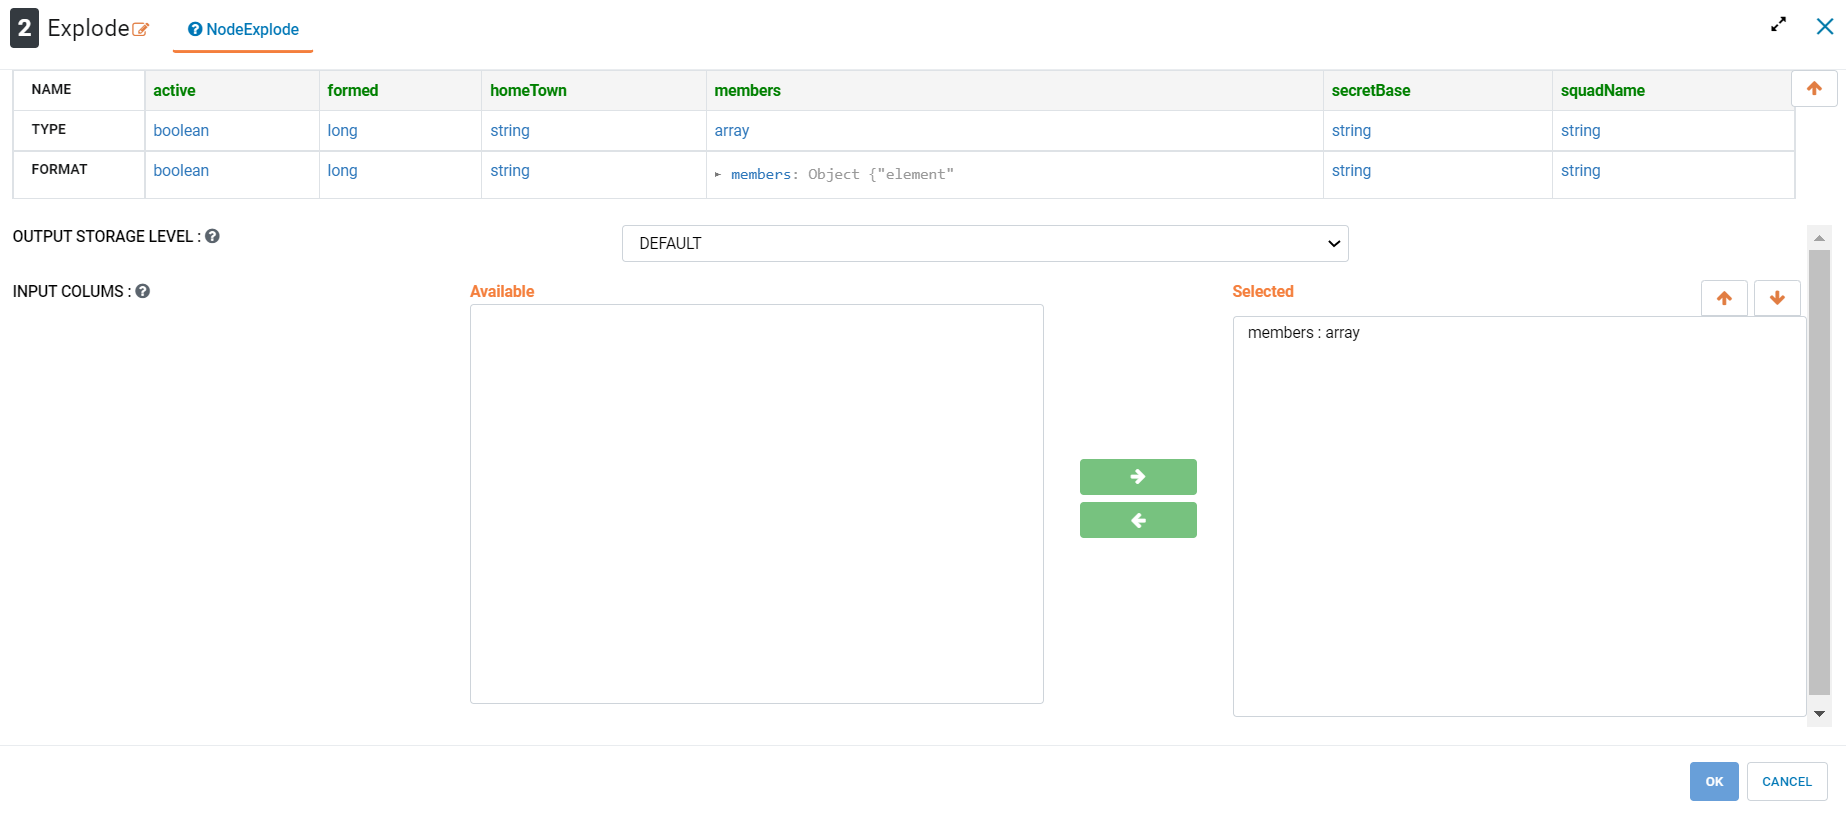 2 Explode NodeExplode
NAME active formed homeTown members secretBase squadName
TYPE boolean long string array string string
FORMAT boolean long string members: Object {"element" string string
OUTPUT STORAGE LEVEL : DEFAULT
INPUT COLUMS : Available Selected
members : array
OK CANCEL